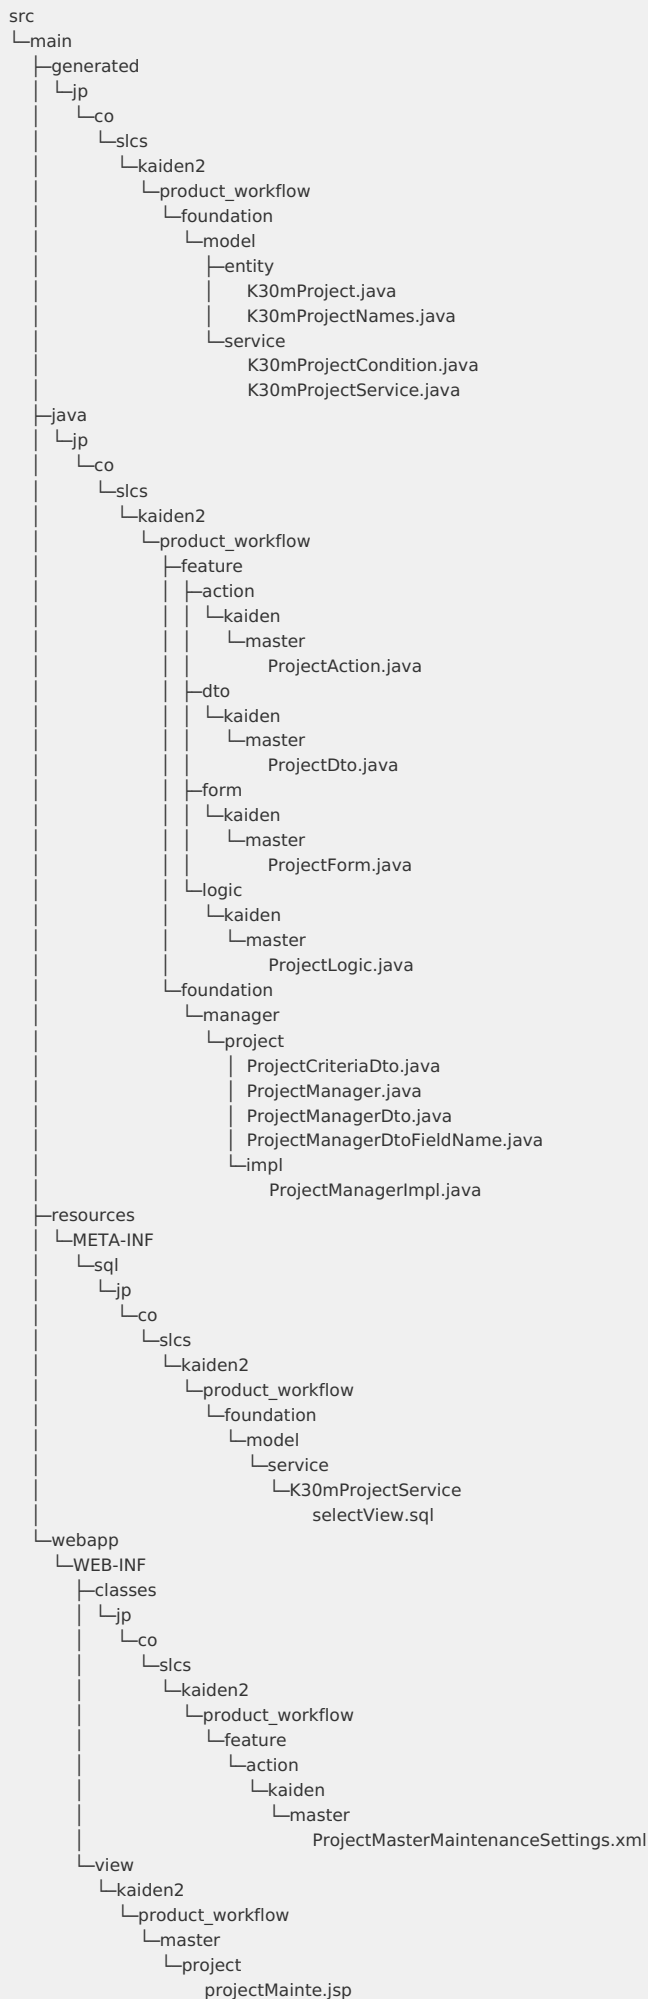 src
└─main
├─generated
│ └─jp
│ └─co
│ └─slcs
│ └─kaiden2
│ └─product_workflow
│ └─foundation
│ └─model
│ ├─entity
│ │ K30mProject.java
│ │ K30mProjectNames.java
│ └─service
│ K30mProjectCondition.java
│ K30mProjectService.java
├─java
│ └─jp
│ └─co
│ └─slcs
│ └─kaiden2
│ └─product_workflow
│ ├─feature
│ │ ├─action
│ │ │ └─kaiden
│ │ │ └─master
│ │ │ ProjectAction.java
│ │ ├─dto
│ │ │ └─kaiden
│ │ │ └─master
│ │ │ ProjectDto.java
│ │ ├─form
│ │ │ └─kaiden
│ │ │ └─master
│ │ │ ProjectForm.java
│ │ └─logic
│ │ └─kaiden
│ │ └─master
│ │ ProjectLogic.java
│ └─foundation
│ └─manager
│ └─project
│ │ ProjectCriteriaDto.java
│ │ ProjectManager.java
│ │ ProjectManagerDto.java
│ │ ProjectManagerDtoFieldName.java
│ └─impl
│ ProjectManagerImpl.java
├─resources
│ └─META-INF
│ └─sql
│ └─jp
│ └─co
│ └─slcs
│ └─kaiden2
│ └─product_workflow
│ └─foundation
│ └─model
│ └─service
│ └─K30mProjectService
│ selectView.sql
└─webapp
└─WEB-INF
├─classes
│ └─jp
│ └─co
│ └─slcs
│ └─kaiden2
│ └─product_workflow
│ └─feature
│ └─action
│ └─kaiden
│ └─master
│ ProjectMasterMaintenanceSettings.xml
└─view
└─kaiden2
└─product_workflow
└─master
└─project
projectMainte.jsp